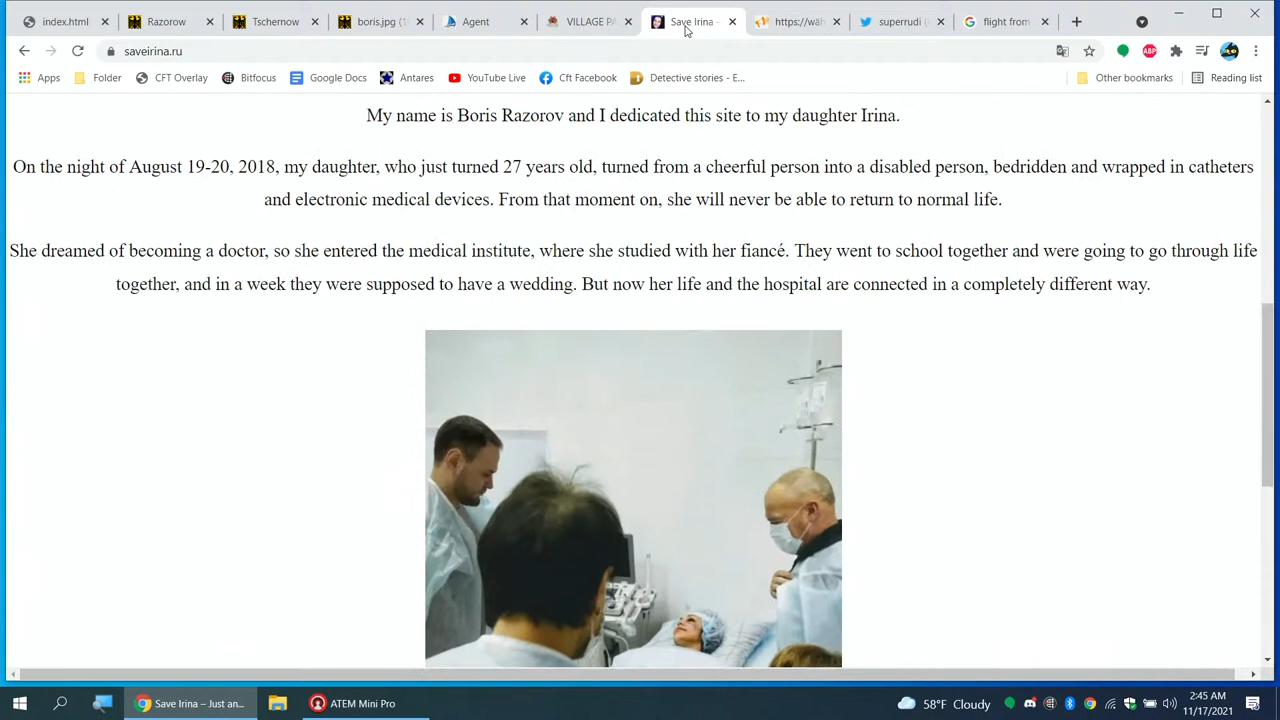 index.html
Razorow
Tschernow
boris.jpg (1
Agent
VILLAGE PA
Save Irina -
https://wäh
superrudi (
flight from
saveirina.ru
ABP
Apps
Folder
CFT Overlay
Bitfocus
Google Docs
Antares
YouTube Live
Cft Facebook
Detective stories - E...
Other bookmarks
Reading list
My name is Boris Razorov and I dedicated this site to my daughter Irina.
On the night of August 19-20, 2018, my daughter, who just turned 27 years old, turned from a cheerful person into a disabled person, bedridden and wrapped in catheters
and electronic medical devices. From that moment on, she will never be able to return to normal life.
She dreamed of becoming a doctor, so she entered the medical institute, where she studied with her fiancé. They went to school together and were going to go through life
together, and in a week they were supposed to have a wedding. But now her life and the hospital are connected in a completely different way.
Save Irina – Just an...
ATEM Mini Pro
58°F Cloudy
2:45 AM
11/17/2021